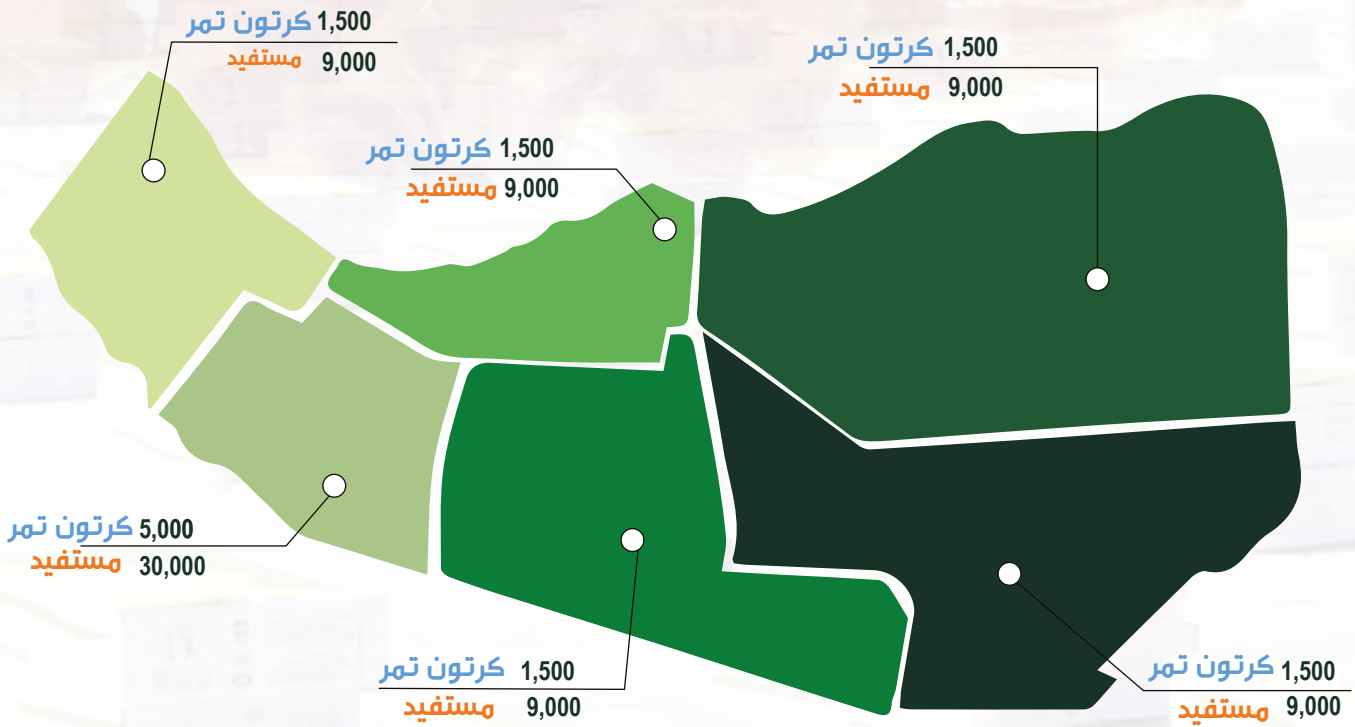 1,500 كرتون تمر
9,000 مستفيد
1,500 كرتون تمر
9,000 مستفيد
1,500 كرتون تمر
9,000 مستفيد
5,000 كرتون تمر
30,000 مستفيد
1,500 كرتون تمر
9,000 مستفيد
1,500 كرتون تمر
9,000 مستفيد